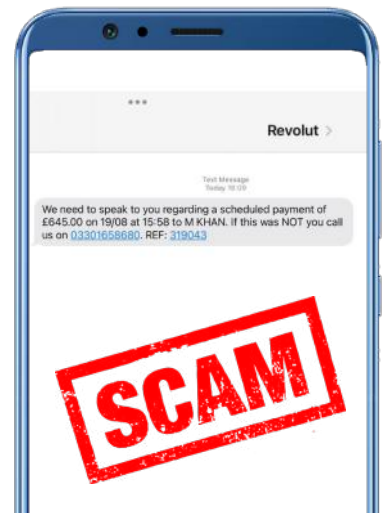 Revolut
Text Message
Today 16:09
We need to speak to you regarding a scheduled payment of
£645.00 on 19/08 at 15:58 to M KHAN. If this was NOT you call
us on 03301658680. REF: 319043
SCAM